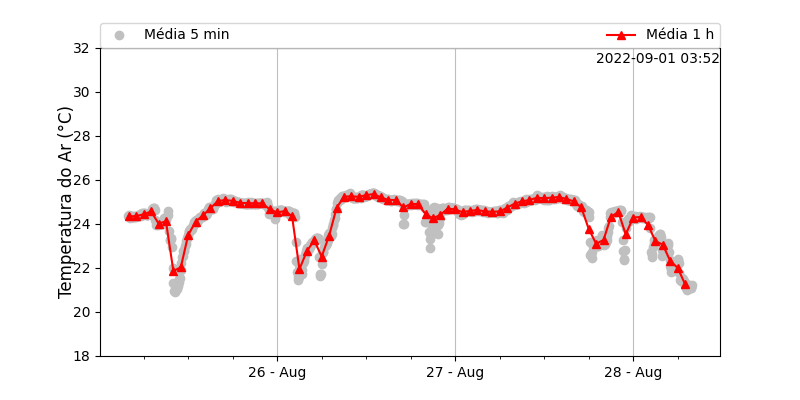 Média 5 min
Média 1 h
2022-09-01 03:52
Temperatura do Ar (°C)
32
30
28
26
24
22
20
18
26 - Aug
27 - Aug
28 - Aug